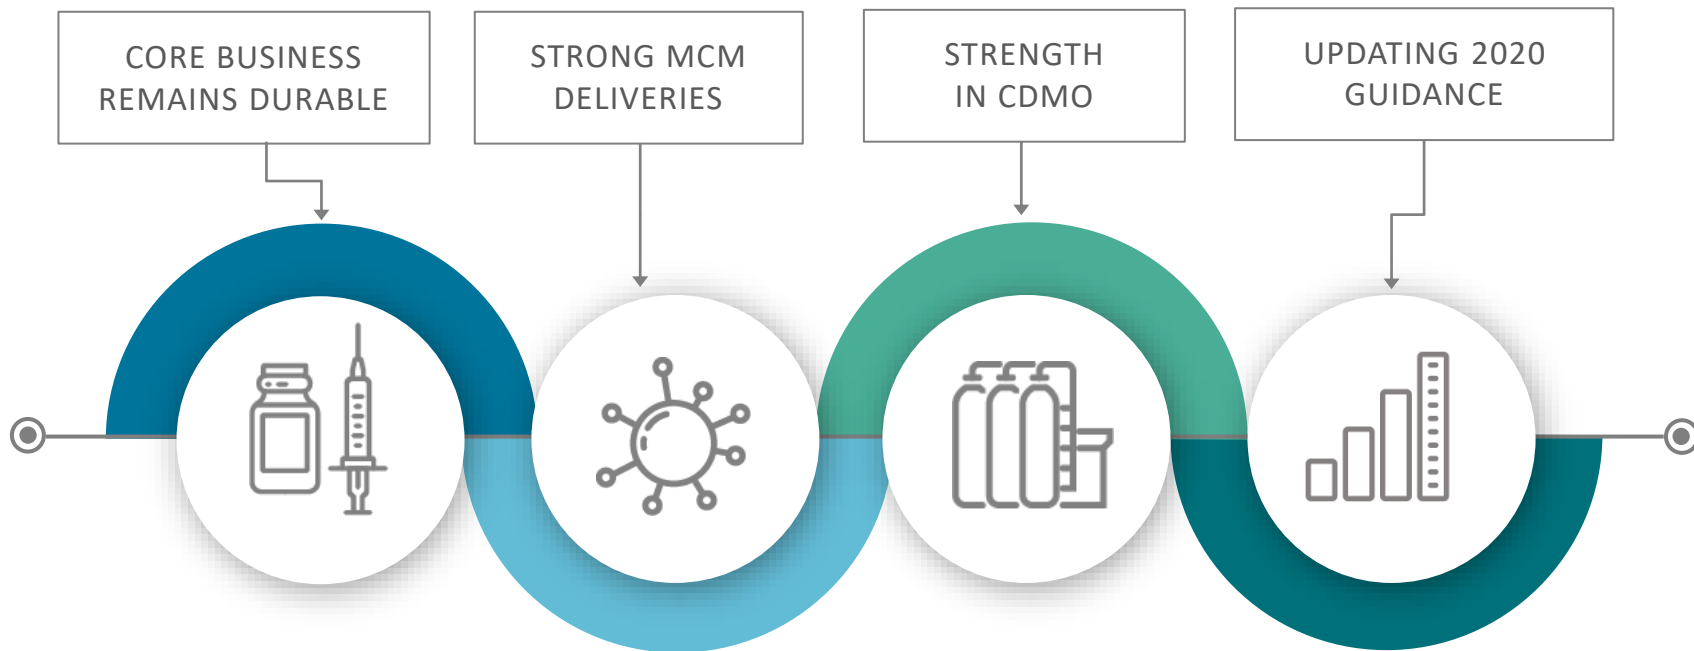 CORE BUSINESS
REMAINS DURABLE
STRONG MCM
DELIVERIES
STRENGTH
IN CDMO
UPDATING 2020
GUIDANCE